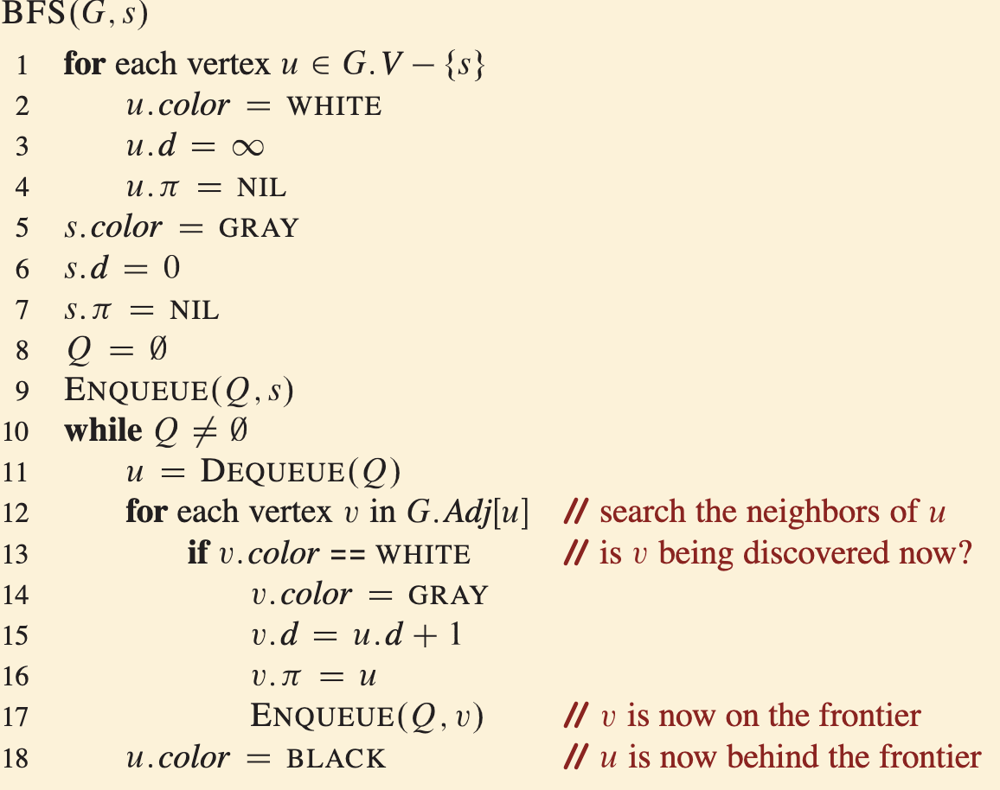 BFS(G, s)
1 for each vertex u ∈ G.V − {s}
2 u.color = WHITE
3 u.d = ∞
4 u.π = NIL
5 s.color = GRAY
6 s.d = 0
7 s.π = NIL
8 Q = ∅
9 ENQUEUE(Q, s)
10 while Q ≠ ∅
11 u = DEQUEUE(Q)
12 for each vertex v in G.Adj[u] // search the neighbors of u
13 if v.color == WHITE // is v being discovered now?
14 v.color = GRAY
15 v.d = u.d + 1
16 v.π = u
17 ENQUEUE(Q, v) // v is now on the frontier
18 u.color = BLACK // u is now behind the frontier